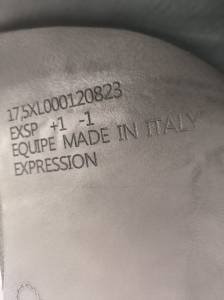 17,5XL000120823
EXSP +1 -1
EQUIPE MADE IN ITALY
EXPRESSION